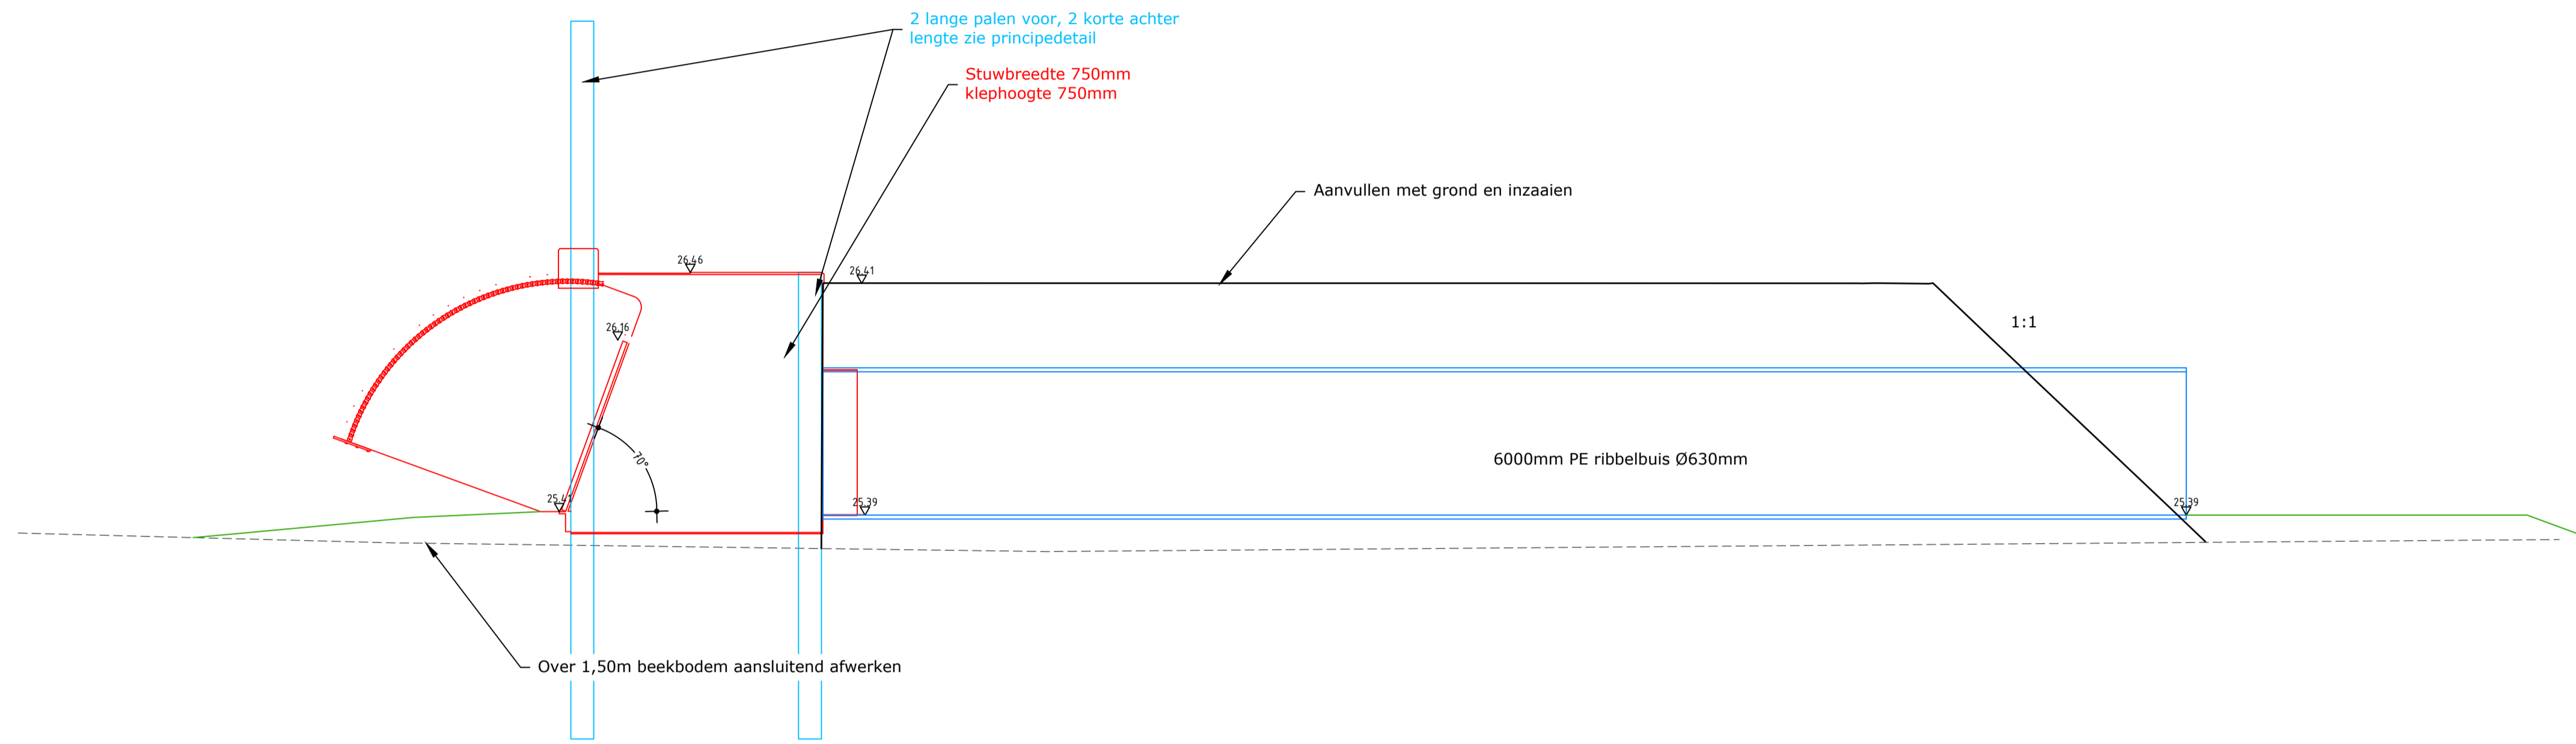 2 lange palen voor, 2 korte achter
lengte zie principedetail
Stuwbreedte 750mm
klephoogte 750mm
Aanvullen met grond en inzaaien
26.46
26.41
26.16
1:1
70°
6000mm PE ribbelbuis Ø630mm
25.41
25.39
25.39
Over 1,50m beekbodem aansluitend afwerken